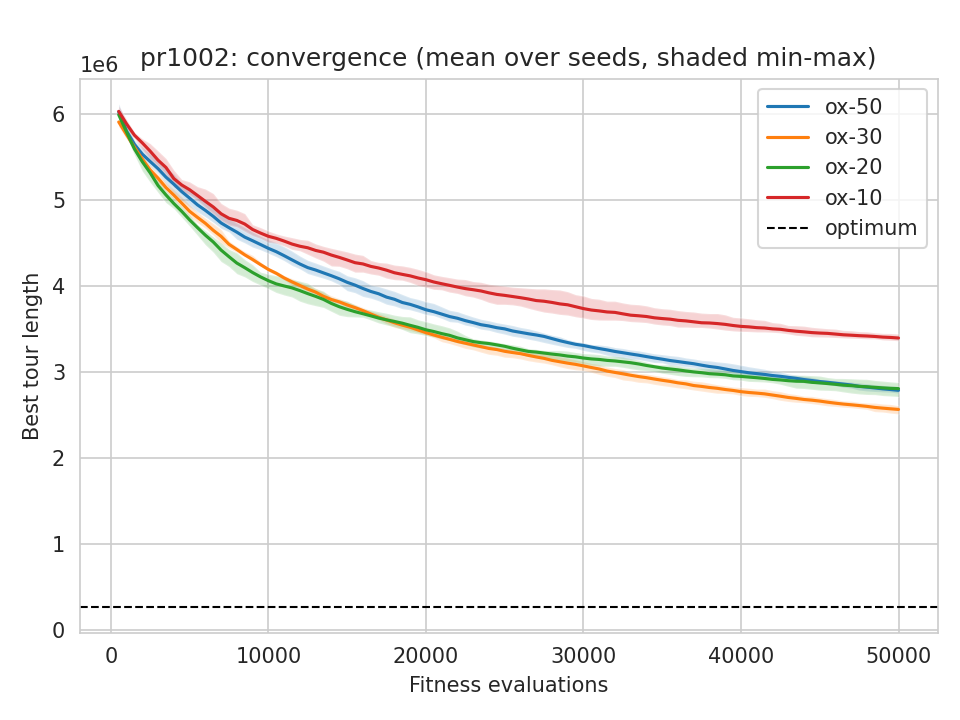 pr1002: convergence (mean over seeds, shaded min-max)
1e6
ox-50
ox-30
ox-20
ox-10
optimum
6
5
4
3
2
1
0
Best tour length
0 10000 20000 30000 40000 50000
Fitness evaluations